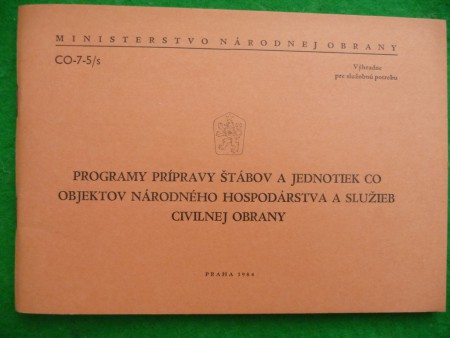 MINISTERSTVO NÁRODNEJ OBRANY
CO-7-5/s
Výhradne
pre služobnú potrebu
PROGRAMY PRÍPRAVY ŠTÁBOV A JEDNOTIEK CO
OBJEKTOV NÁRODNÉHO HOSPODÁRSTVA A SLUŽIEB
CIVILNEJ OBRANY
PRAHA 1984